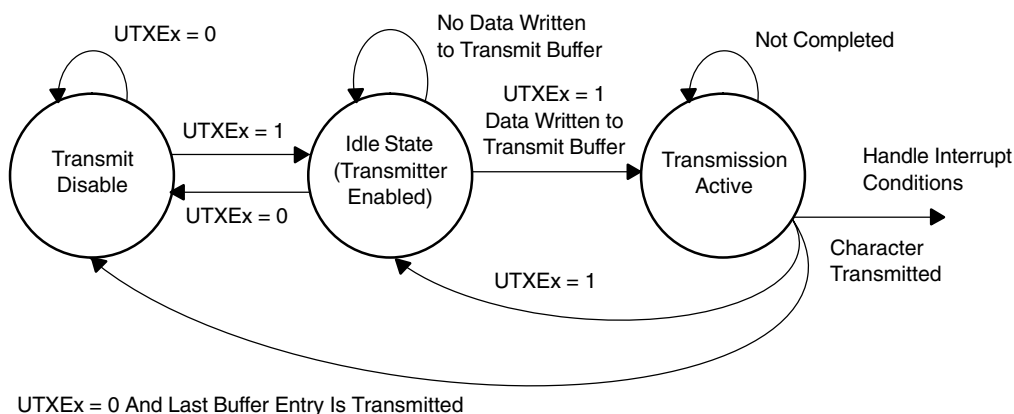 UTXEx = 0
No Data Written
to Transmit Buffer
Not Completed
UTXEx = 1
UTXEx = 1
Data Written to
Transmit Buffer
Transmit
Disable
Idle State
(Transmitter
Enabled)
Transmission
Active
Handle Interrupt
Conditions
UTXEx = 0
Character
Transmitted
UTXEx = 1
UTXEx = 0 And Last Buffer Entry Is Transmitted